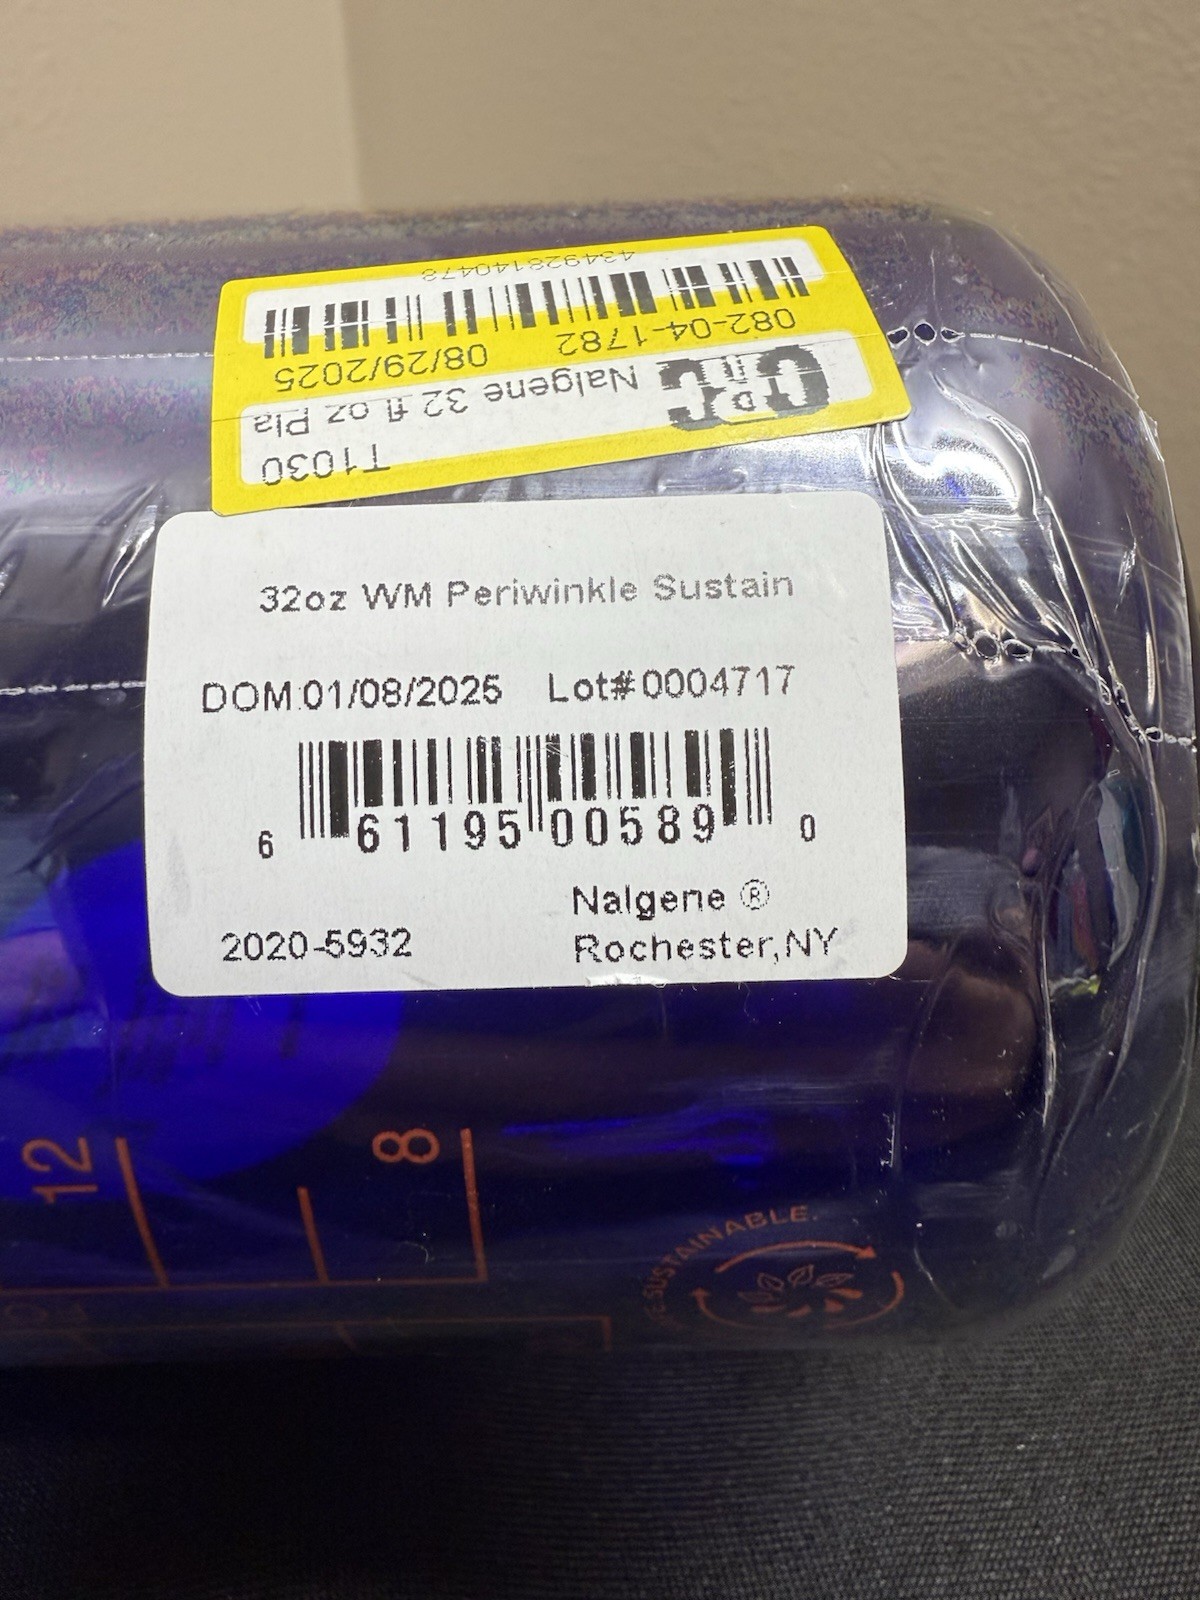 434928140478
082-04-1782 08/29/2025
Nalgene 32 fl oz Pla
T1030
32oz WM Periwinkle Sustain
DOM:01/08/2025 Lot#0004717
6 61195 00589 0
2020-5932
Nalgene ®
Rochester,NY
12
8
SUSTAINABLE.